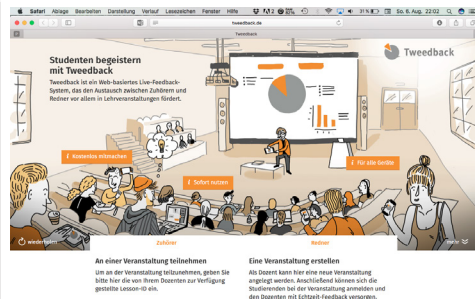 Safari Ablage Bearbeiten Darstellung Verlauf Lesezeichen Fenster Hilfe
31% So. 6. Aug. 22:02
tweedback.de
Tweedback
Tweedback
Studenten begeistern
mit Tweedback
Tweedback ist ein Web-basiertes Live-Feedback-
System, das den Austausch zwischen Zuhörern und
Redner vor allem in Lehrveranstaltungen fördert.
Kostenlos mitmachen
Für alle Geräte
Sofort nutzen
wiederholen
Zuhörer
Redner
mehr
An einer Veranstaltung teilnehmen
Um an der Veranstaltung teilzunehmen, geben Sie
bitte hier die von Ihrem Dozenten zur Verfügung
gestellte Lesson-ID ein.
Eine Veranstaltung erstellen
Als Dozent kann hier eine neue Veranstaltung
angelegt werden. Anschließend können sich die
Studierenden bei der Veranstaltung anmelden und
den Dozenten mit Echtzeit-Feedback versorgen.